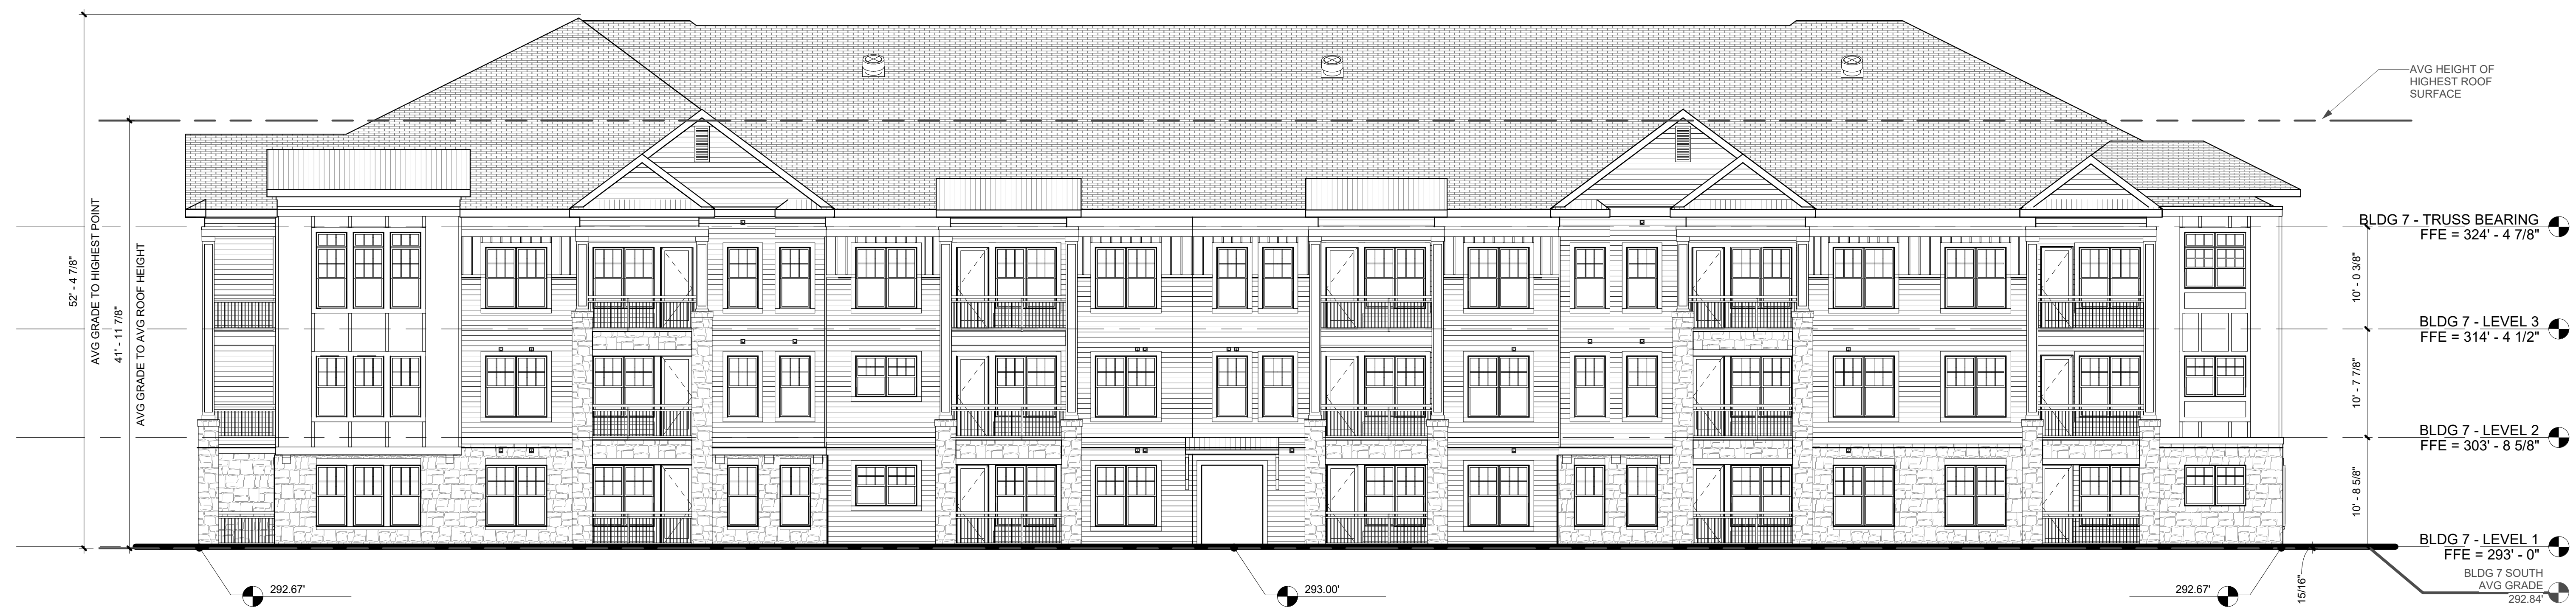 52' - 4 7/8"
AVG GRADE TO HIGHEST POINT
41' - 11 7/8"
AVG GRADE TO AVG ROOF HEIGHT
AVG HEIGHT OF
HIGHEST ROOF
SURFACE
BLDG 7 - TRUSS BEARING
FFE = 324' - 4 7/8"
10' - 0 3/8"
BLDG 7 - LEVEL 3
FFE = 314' - 4 1/2"
10' - 7 7/8"
BLDG 7 - LEVEL 2
FFE = 303' - 8 5/8"
10' - 8 5/8"
BLDG 7 - LEVEL 1
FFE = 293' - 0"
BLDG 7 SOUTH
AVG GRADE
292.84'
15/16"
292.67'
293.00'
292.67'